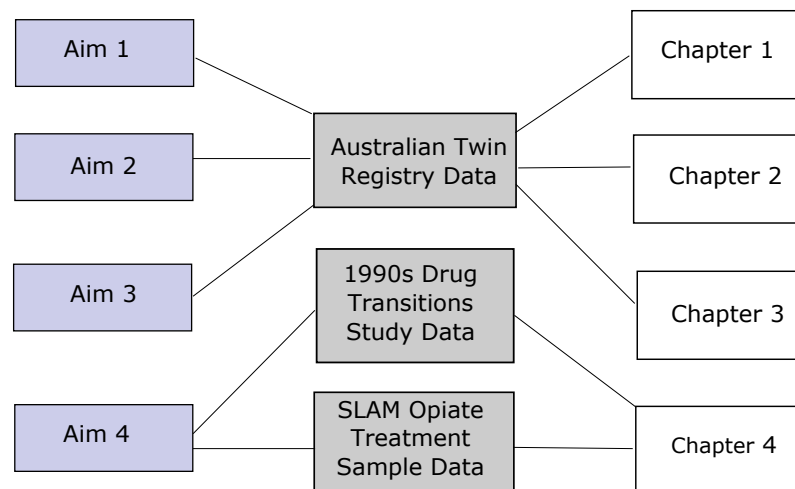 Aim 1
Aim 2
Aim 3
Aim 4
Australian Twin
Registry Data
1990s Drug
Transitions
Study Data
SLAM Opiate
Treatment
Sample Data
Chapter 1
Chapter 2
Chapter 3
Chapter 4